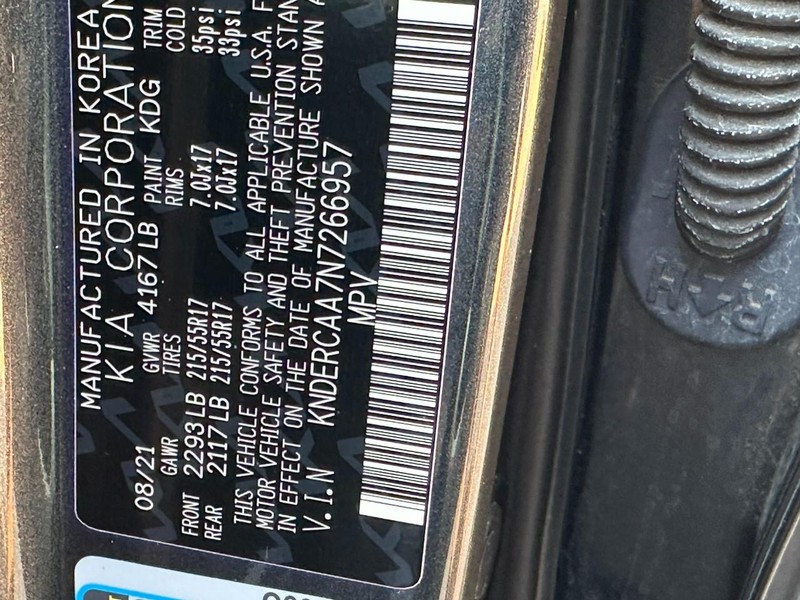 MANUFACTURED IN KOREA
KIA CORPORATION
08/21 GVWR 4167 LB PAINT KDG TRIM
GAWR TIRES RIMS COLD
FRONT 2293 LB 215/55R17 7.0Jx17 35psi
REAR 2117 LB 215/55R17 7.0Jx17 33psi
THIS VEHICLE CONFORMS TO ALL APPLICABLE U.S.A. F
MOTOR VEHICLE SAFETY AND THEFT PREVENTION STAN
IN EFFECT ON THE DATE OF MANUFACTURE SHOWN A
V.I.N KNDERCAA7N7266957
MPV
RAH